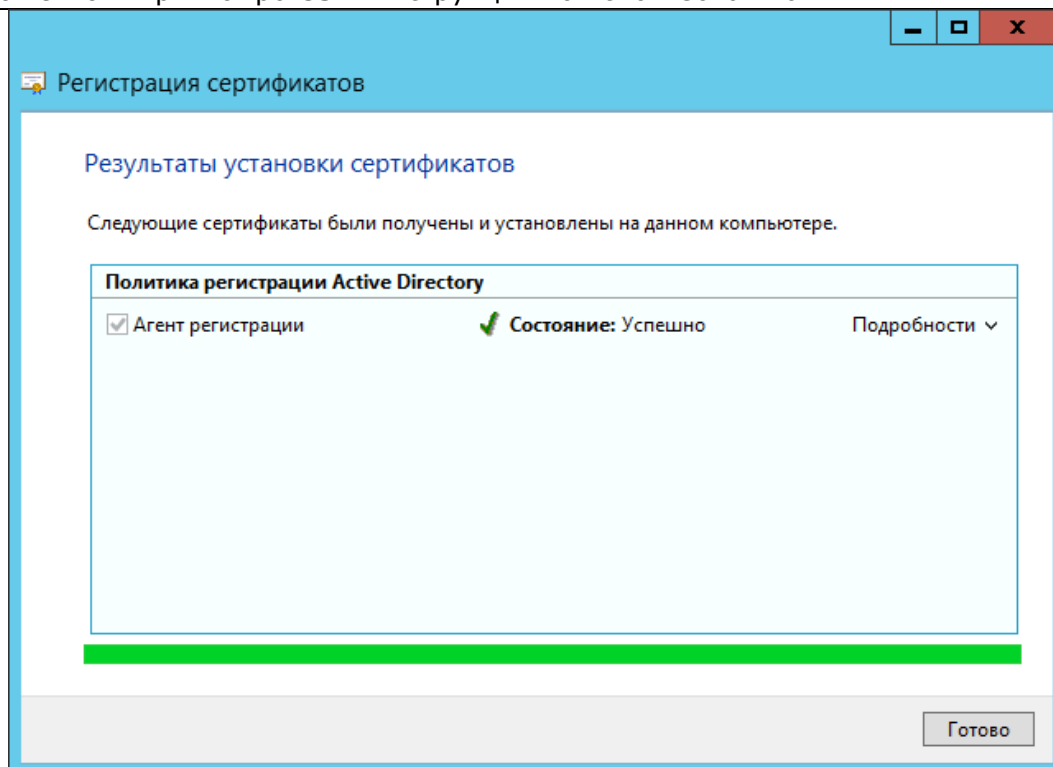 Регистрация сертификатов
Результаты установки сертификатов
Следующие сертификаты были получены и установлены на данном компьютере.
Политика регистрации Active Directory
Агент регистрации Состояние: Успешно Подробности
Готово